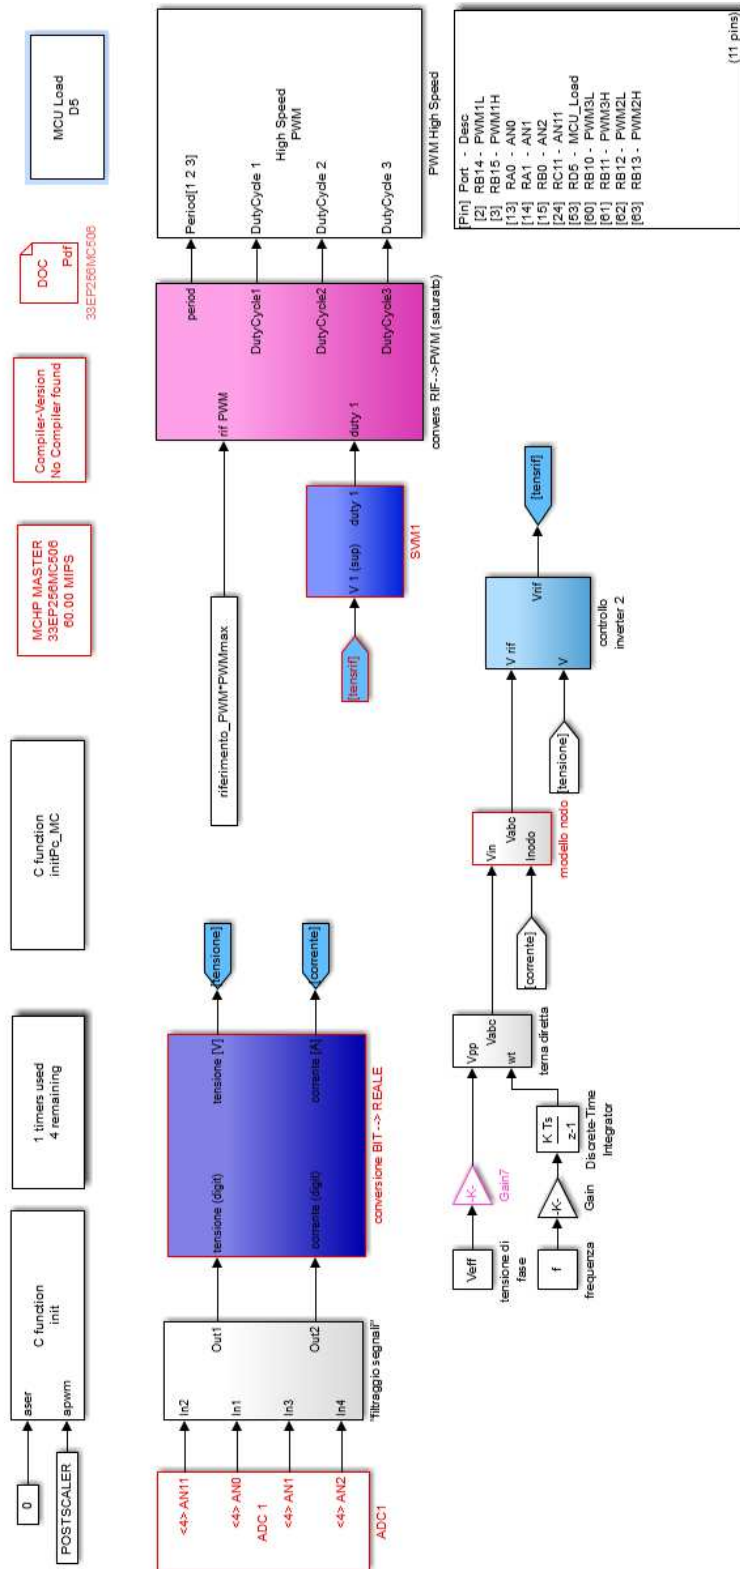 aser
apwm
0
POSTSCALER
C function
init
1 timers used
4 remaining
C function
initPc_MC
MCHP MASTER
33EP256MC506
60.00 MIPS
Compiler-Version
No Compiler found
DOC
Pdf
33EP256MC506
MCU Load
D5
<4> AN11
<4> AN0
ADC 1
<4> AN1
<4> AN2
ADC1
In2
In1
In3
In4
Out1
Out2
"filtraggio segnali"
tensione (digit)
corrente (digit)
tensione [V]
corrente [A]
conversione BIT --> REALE
[tensione]
[corrente]
riferimento_PWM*PWMmax
[tensrif]
V 1 (sup)
duty 1
SVM1
rif PWM
duty 1
period
DutyCycle1
DutyCycle2
DutyCycle3
convers RIF-->PWM (saturato)
Period[1 2 3]
DutyCycle 1
High Speed
PWM
DutyCycle 2
DutyCycle 3
PWM High Speed
Veff
tensione di
fase
-K-
Gain7
f
frequenza
-K-
Gain
K Ts
z-1
Discrete-Time
Integrator
Vpp
Vabc
wt
terna diretta
[corrente]
Vin
Vabc
Inodo
modello nodo
[tensione]
V rif
Vrif
V
controllo
inverter 2
[tensrif]
[Pin] Port - Desc
[2] RB14 - PWM1L
[3] RB15 - PWM1H
[13] RA0 - AN0
[14] RA1 - AN1
[15] RB0 - AN2
[24] RC11 - AN11
[53] RD5 - MCU_Load
[60] RB10 - PWM3L
[61] RB11 - PWM3H
[62] RB12 - PWM2L
[63] RB13 - PWM2H
(11 pins)